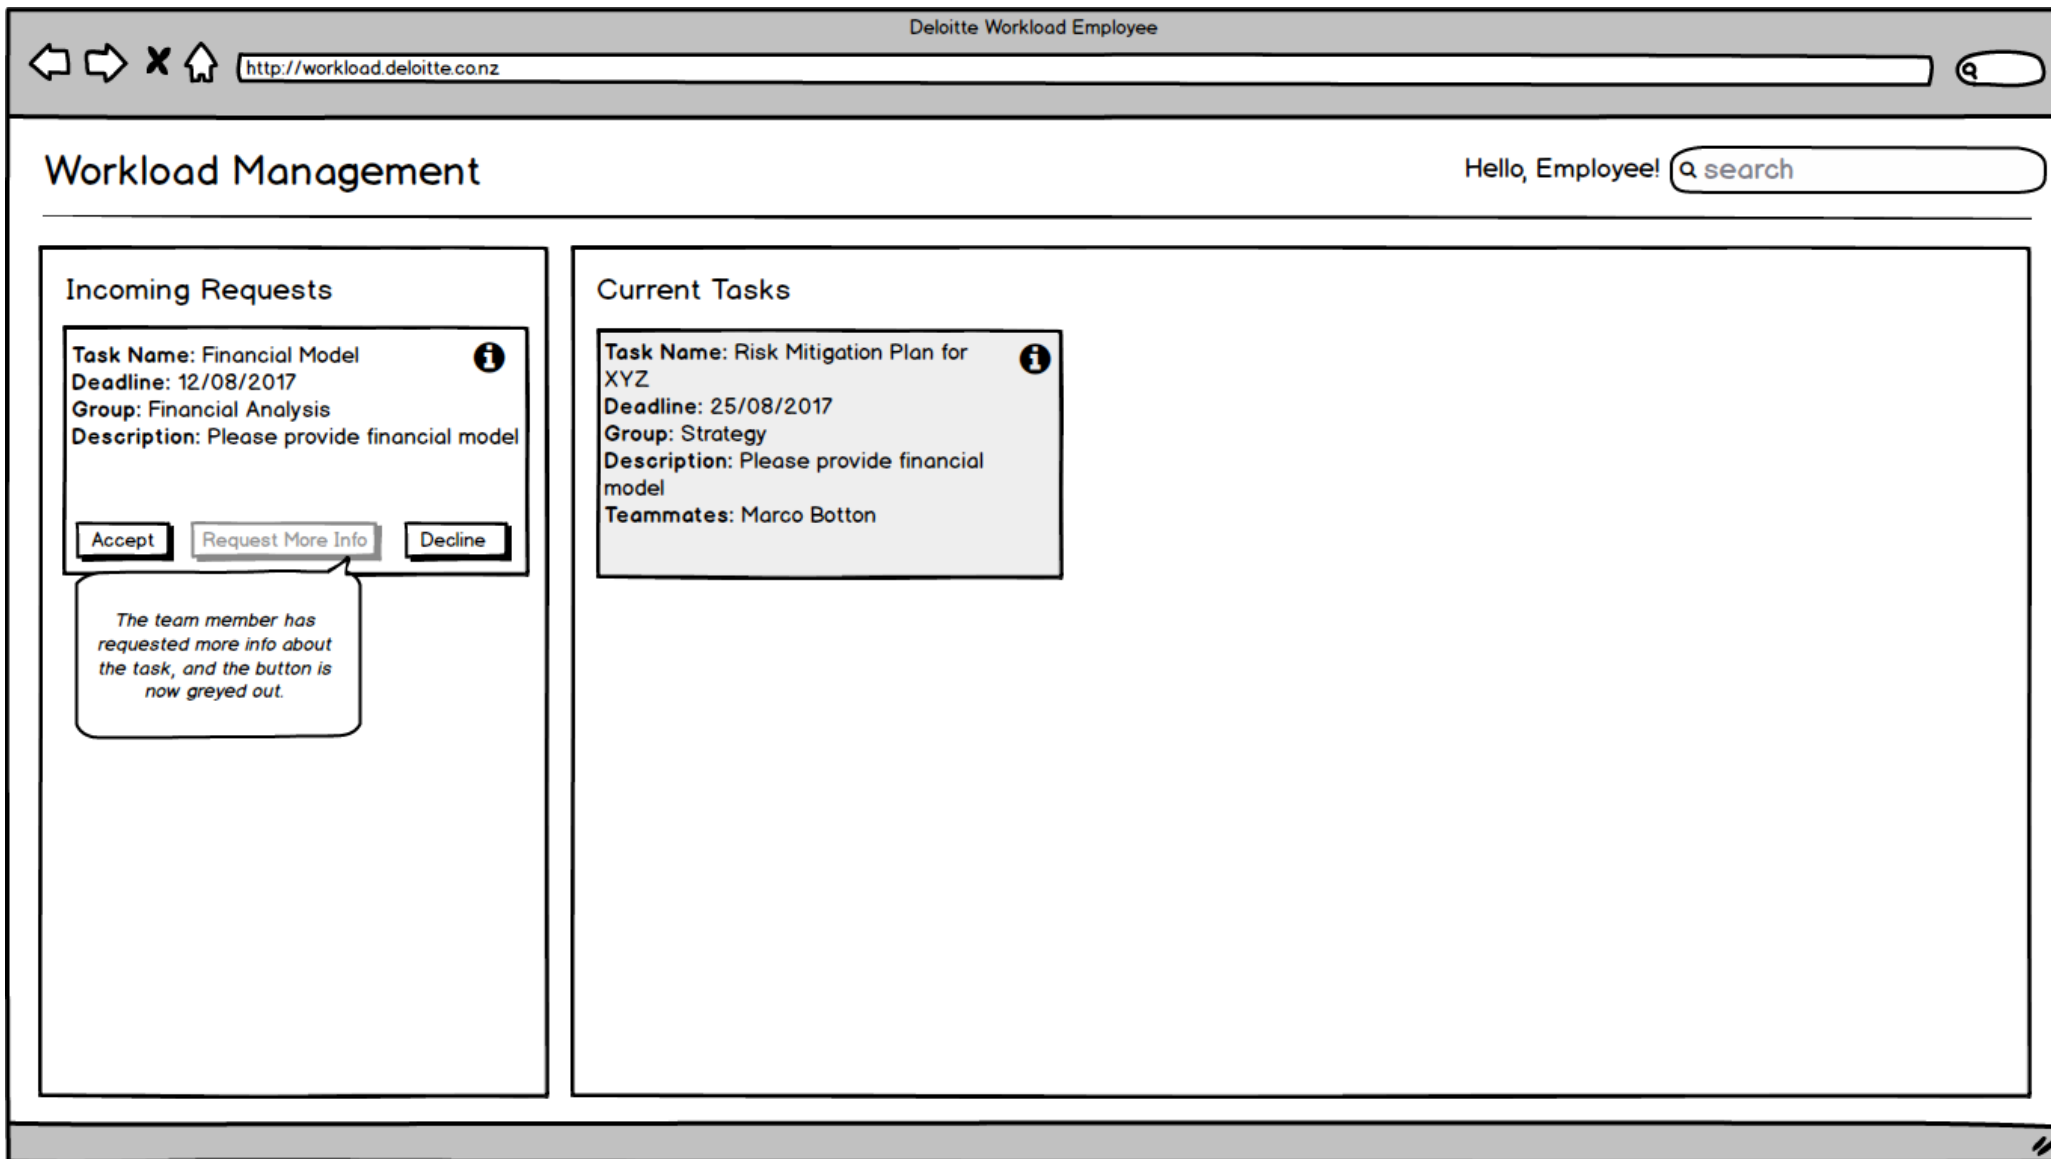 Deloitte Workload Employee
http://workload.deloitte.co.nz
Workload Management
Hello, Employee!
search
Incoming Requests
Task Name: Financial Model
Deadline: 12/08/2017
Group: Financial Analysis
Description: Please provide financial model
Accept
Request More Info
Decline
The team member has
requested more info about
the task, and the button is
now greyed out.
Current Tasks
Task Name: Risk Mitigation Plan for
XYZ
Deadline: 25/08/2017
Group: Strategy
Description: Please provide financial
model
Teammates: Marco Botton